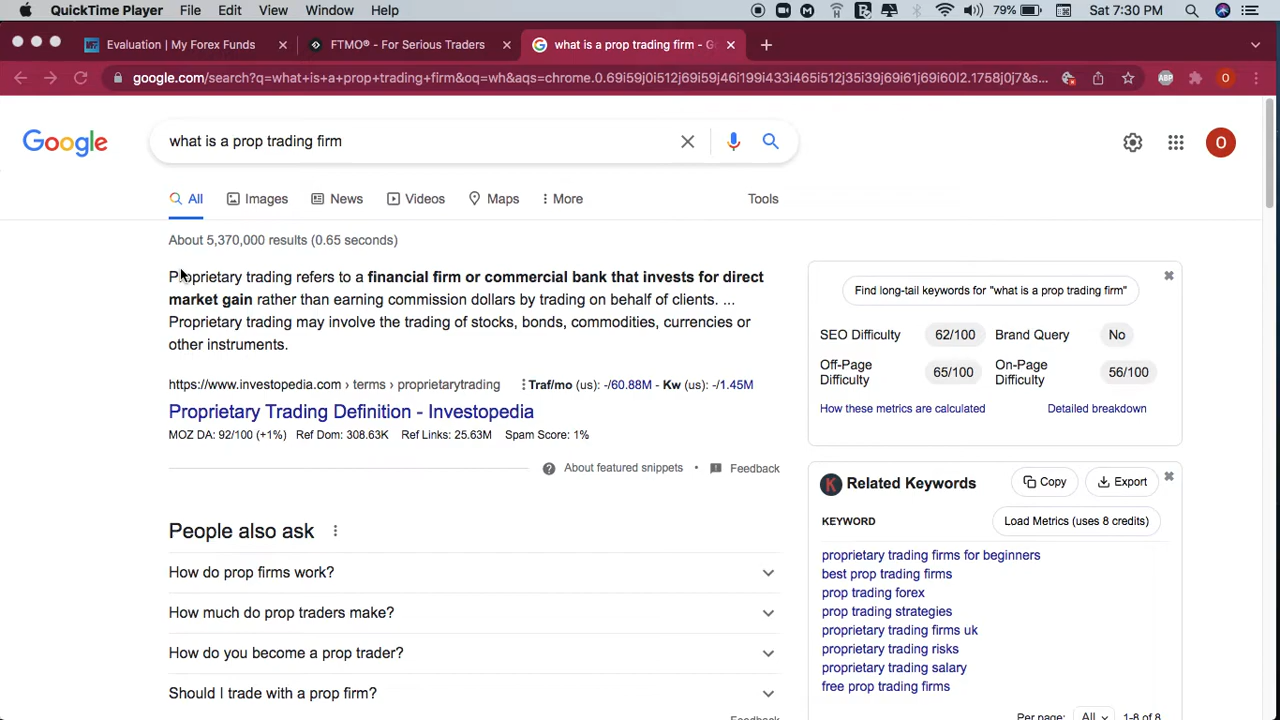 QuickTime Player File Edit View Window Help 79% Sat 7:30 PM
Evaluation | My Forex Funds FTMO® - For Serious Traders what is a prop trading firm - G
google.com/search?q=what+is+a+prop+trading+firm&oq=wh&aqs=chrome.0.69i59j0i512j69i59j46i199i433i465i512j35i39j69i61j69i60l2.1758j0j7&s...
ABP O
Google what is a prop trading firm O
All Images News Videos Maps More Tools
About 5,370,000 results (0.65 seconds)
Proprietary trading refers to a financial firm or commercial bank that invests for direct
market gain rather than earning commission dollars by trading on behalf of clients. ...
Proprietary trading may involve the trading of stocks, bonds, commodities, currencies or
other instruments.
https://www.investopedia.com › terms › proprietarytrading Traf/mo (us): -/60.88M - Kw (us): -/1.45M
Proprietary Trading Definition - Investopedia
MOZ DA: 92/100 (+1%) Ref Dom: 308.63K Ref Links: 25.63M Spam Score: 1%
About featured snippets • Feedback
People also ask
How do prop firms work?
How much do prop traders make?
How do you become a prop trader?
Should I trade with a prop firm?
Feedback
Find long-tail keywords for "what is a prop trading firm"
SEO Difficulty 62/100 Brand Query No
Off-Page Difficulty 65/100 On-Page Difficulty 56/100
How these metrics are calculated Detailed breakdown
K Related Keywords Copy Export
KEYWORD Load Metrics (uses 8 credits)
proprietary trading firms for beginners
best prop trading firms
prop trading forex
prop trading strategies
proprietary trading firms uk
proprietary trading risks
proprietary trading salary
free prop trading firms
Per page: All 1-8 of 8